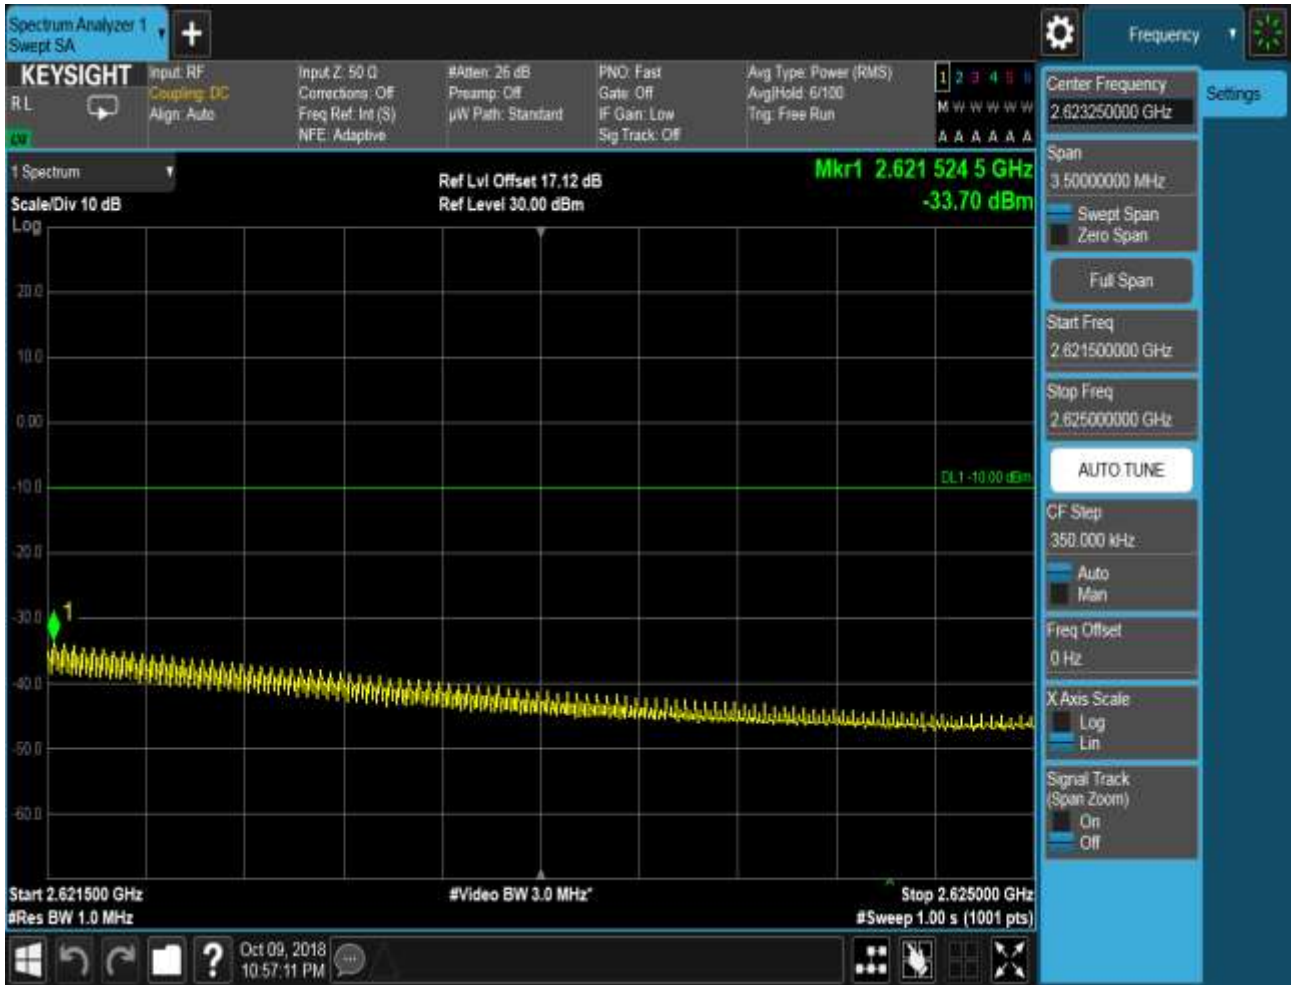 Spectrum Analyzer 1
Swept SA
+
Frequency
KEYSIGHT
R L
Input: RF
Coupling: DC
Align: Auto
Input Z: 50 Ω
Corrections: Off
Freq Ref: Int (S)
NFE: Adaptive
#Atten: 26 dB
Preamp: Off
µW Path: Standard
PNO: Fast
Gate: Off
IF Gain: Low
Sig Track: Off
Avg Type: Power (RMS)
Avg|Hold: 6/100
Trig: Free Run
1 2 3 4 5 6
M W W W W W
A A A A A A
1 Spectrum
Scale/Div 10 dB
Log
Ref Lvl Offset 17.12 dB
Ref Level 30.00 dBm
Mkr1 2.621 524 5 GHz
-33.70 dBm
20.0
10.0
0.00
-10.0
-20.0
-30.0
-40.0
-50.0
-60.0
DL1 -10.00 dBm
1
Start 2.621500 GHz
#Res BW 1.0 MHz
#Video BW 3.0 MHz*
Stop 2.625000 GHz
#Sweep 1.00 s (1001 pts)
Center Frequency
2.623250000 GHz
Settings
Span
3.50000000 MHz
Swept Span
Zero Span
Full Span
Start Freq
2.621500000 GHz
Stop Freq
2.625000000 GHz
AUTO TUNE
CF Step
350.000 kHz
Auto
Man
Freq Offset
0 Hz
X Axis Scale
Log
Lin
Signal Track
(Span Zoom)
On
Off
?
Oct 09, 2018
10:57:11 PM